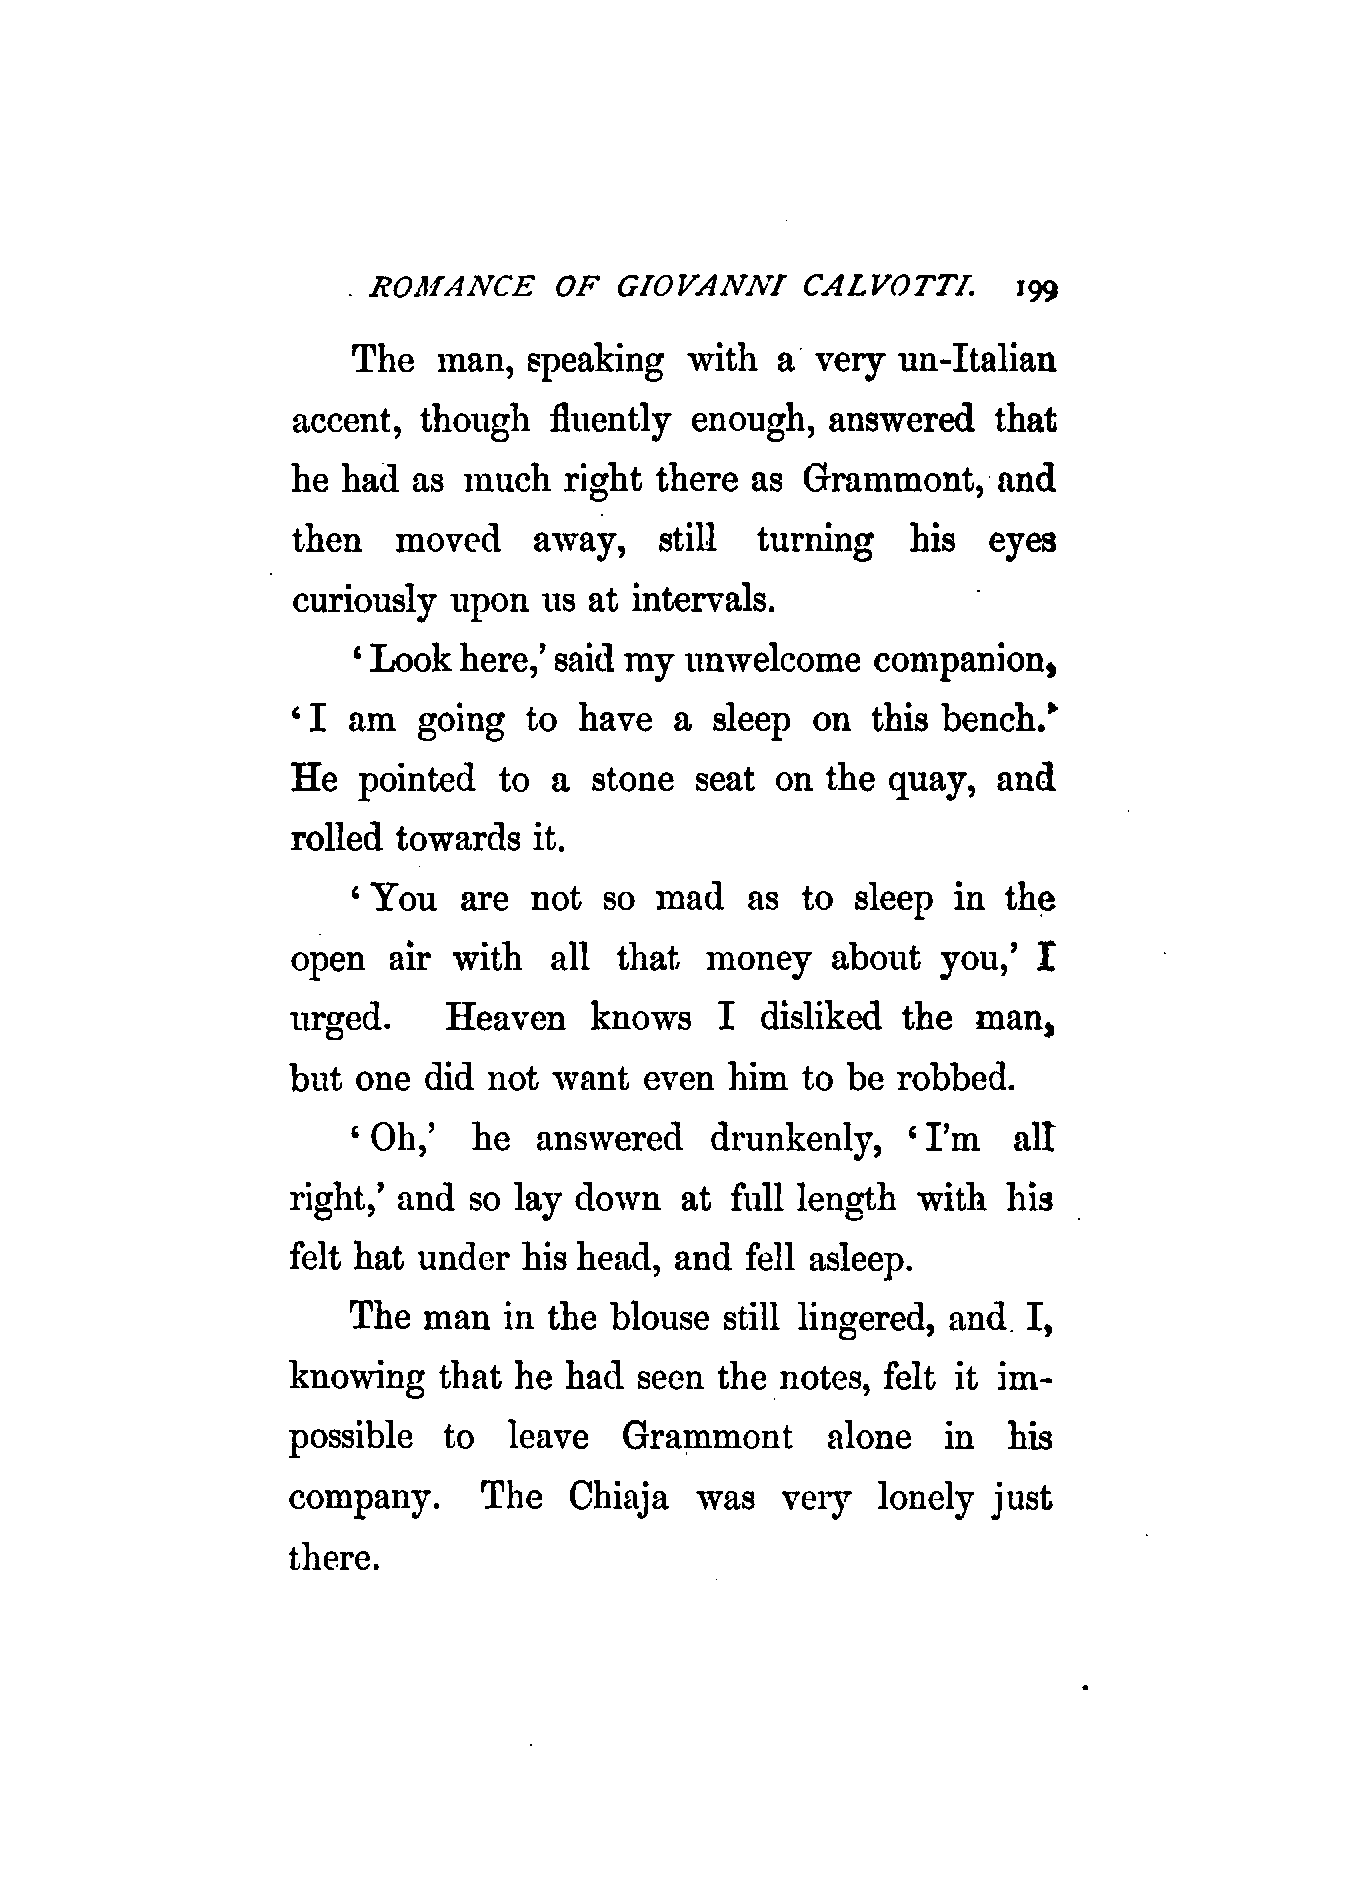 ROMANCE OF GIOVANNI CALVOTTI. 199
The man, speaking with a very un-Italian
accent, though fluently enough, answered that
he had as much right there as Grammont, and
then moved away, still turning his eyes
curiously upon us at intervals.
‘Look here,’ said my unwelcome companion,
‘I am going to have a sleep on this bench.’
He pointed to a stone seat on the quay, and
rolled towards it.
‘You are not so mad as to sleep in the
open air with all that money about you,’ I
urged. Heaven knows I disliked the man,
but one did not want even him to be robbed.
‘Oh,’ he answered drunkenly, ‘I’m all
right,’ and so lay down at full length with his
felt hat under his head, and fell asleep.
The man in the blouse still lingered, and I,
knowing that he had seen the notes, felt it im-
possible to leave Grammont alone in his
company. The Chiaja was very lonely just
there.